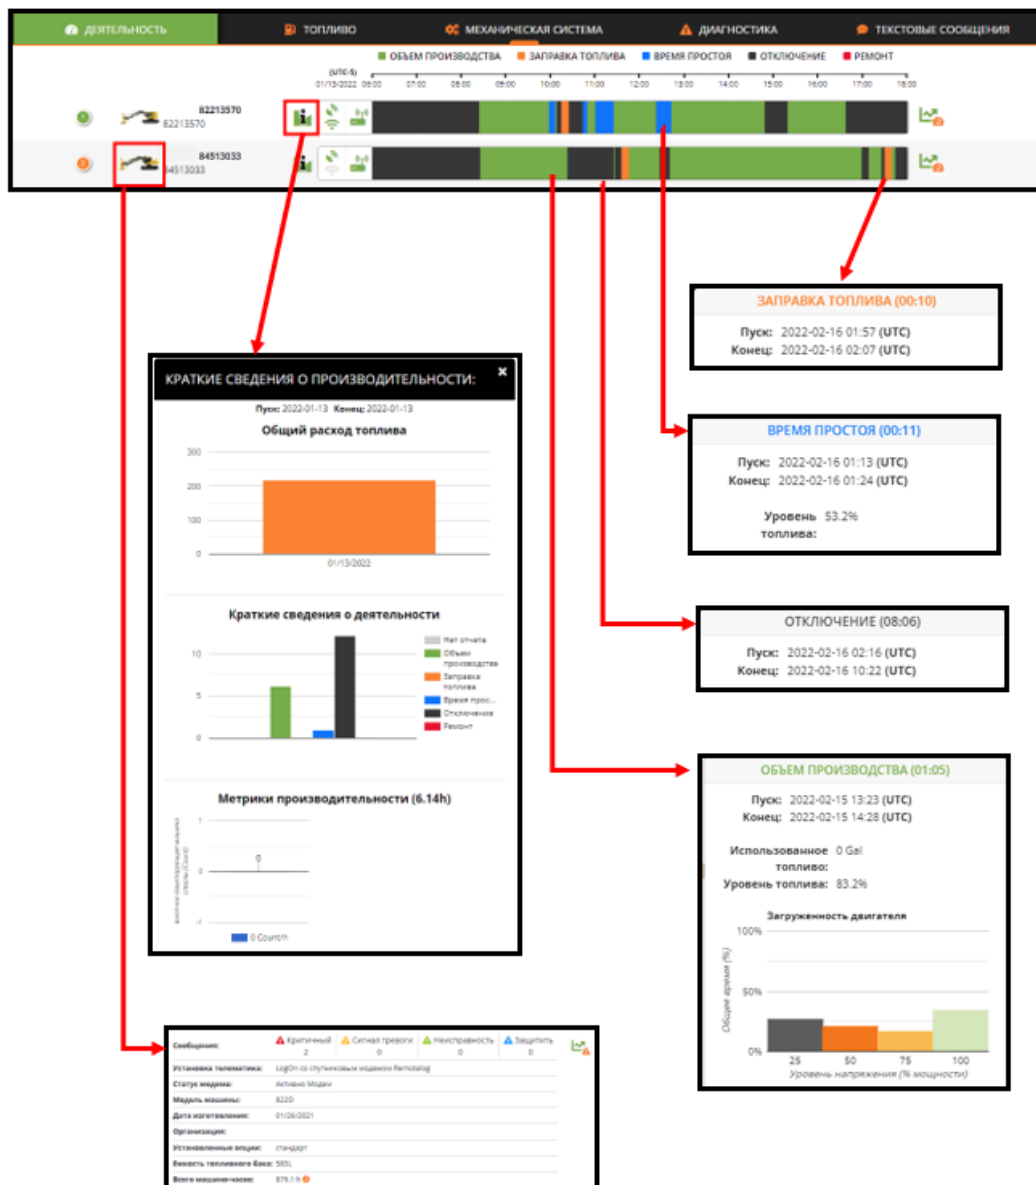 ДЕЯТЕЛЬНОСТЬ
ТОПЛИВО
МЕХАНИЧЕСКАЯ СИСТЕМА
ДИАГНОСТИКА
ТЕКСТОВЫЕ СООБЩЕНИЯ
ОБЪЕМ ПРОИЗВОДСТВА ЗАПРАВКА ТОПЛИВА ВРЕМЯ ПРОСТОЯ ОТКЛЮЧЕНИЕ РЕМОНТ
(UTC-5)
01/13/2022 06:00 07:00 08:00 09:00 10:00 11:00 12:00 13:00 14:00 15:00 16:00 17:00 18:00
82213570
82213570
84513033
84513033
ЗАПРАВКА ТОПЛИВА (00:10)
Пуск: 2022-02-16 01:57 (UTC)
Конец: 2022-02-16 02:07 (UTC)
КРАТКИЕ СВЕДЕНИЯ О ПРОИЗВОДИТЕЛЬНОСТИ:
Пуск: 2022-01-13 Конец: 2022-01-13
Общий расход топлива
300
200
100
0
01/13/2022
Краткие сведения о деятельности
10
5
0
Нет отчета
Объем
производства
Заправка
топлива
Время прос...
Отключение
Ремонт
Метрики производительности (6.14h)
1
0
-1
0
0 Count/h
ВРЕМЯ ПРОСТОЯ (00:11)
Пуск: 2022-02-16 01:13 (UTC)
Конец: 2022-02-16 01:24 (UTC)
Уровень 53.2%
топлива:
ОТКЛЮЧЕНИЕ (08:06)
Пуск: 2022-02-16 02:16 (UTC)
Конец: 2022-02-16 10:22 (UTC)
ОБЪЕМ ПРОИЗВОДСТВА (01:05)
Пуск: 2022-02-15 13:23 (UTC)
Конец: 2022-02-15 14:28 (UTC)
Использованное 0 Gal
топливо:
Уровень топлива: 83.2%
Загруженность двигателя
100%
50%
0%
Общее время (%)
25 50 75 100
Уровень напряжения (% мощности)
Сообщения: Критичный Сигнал тревоги Неисправность Защитить
2 0 0 0
Установка телематики: LogOn со спутниковым модемом Remotelog
Статус модема: Активно Модем
Модель машины: 822D
Дата изготовления: 01/26/2021
Организация:
Установленные опции: стандарт
Емкость топливного бака: 505L
Всего машино-часов: 879.1 h